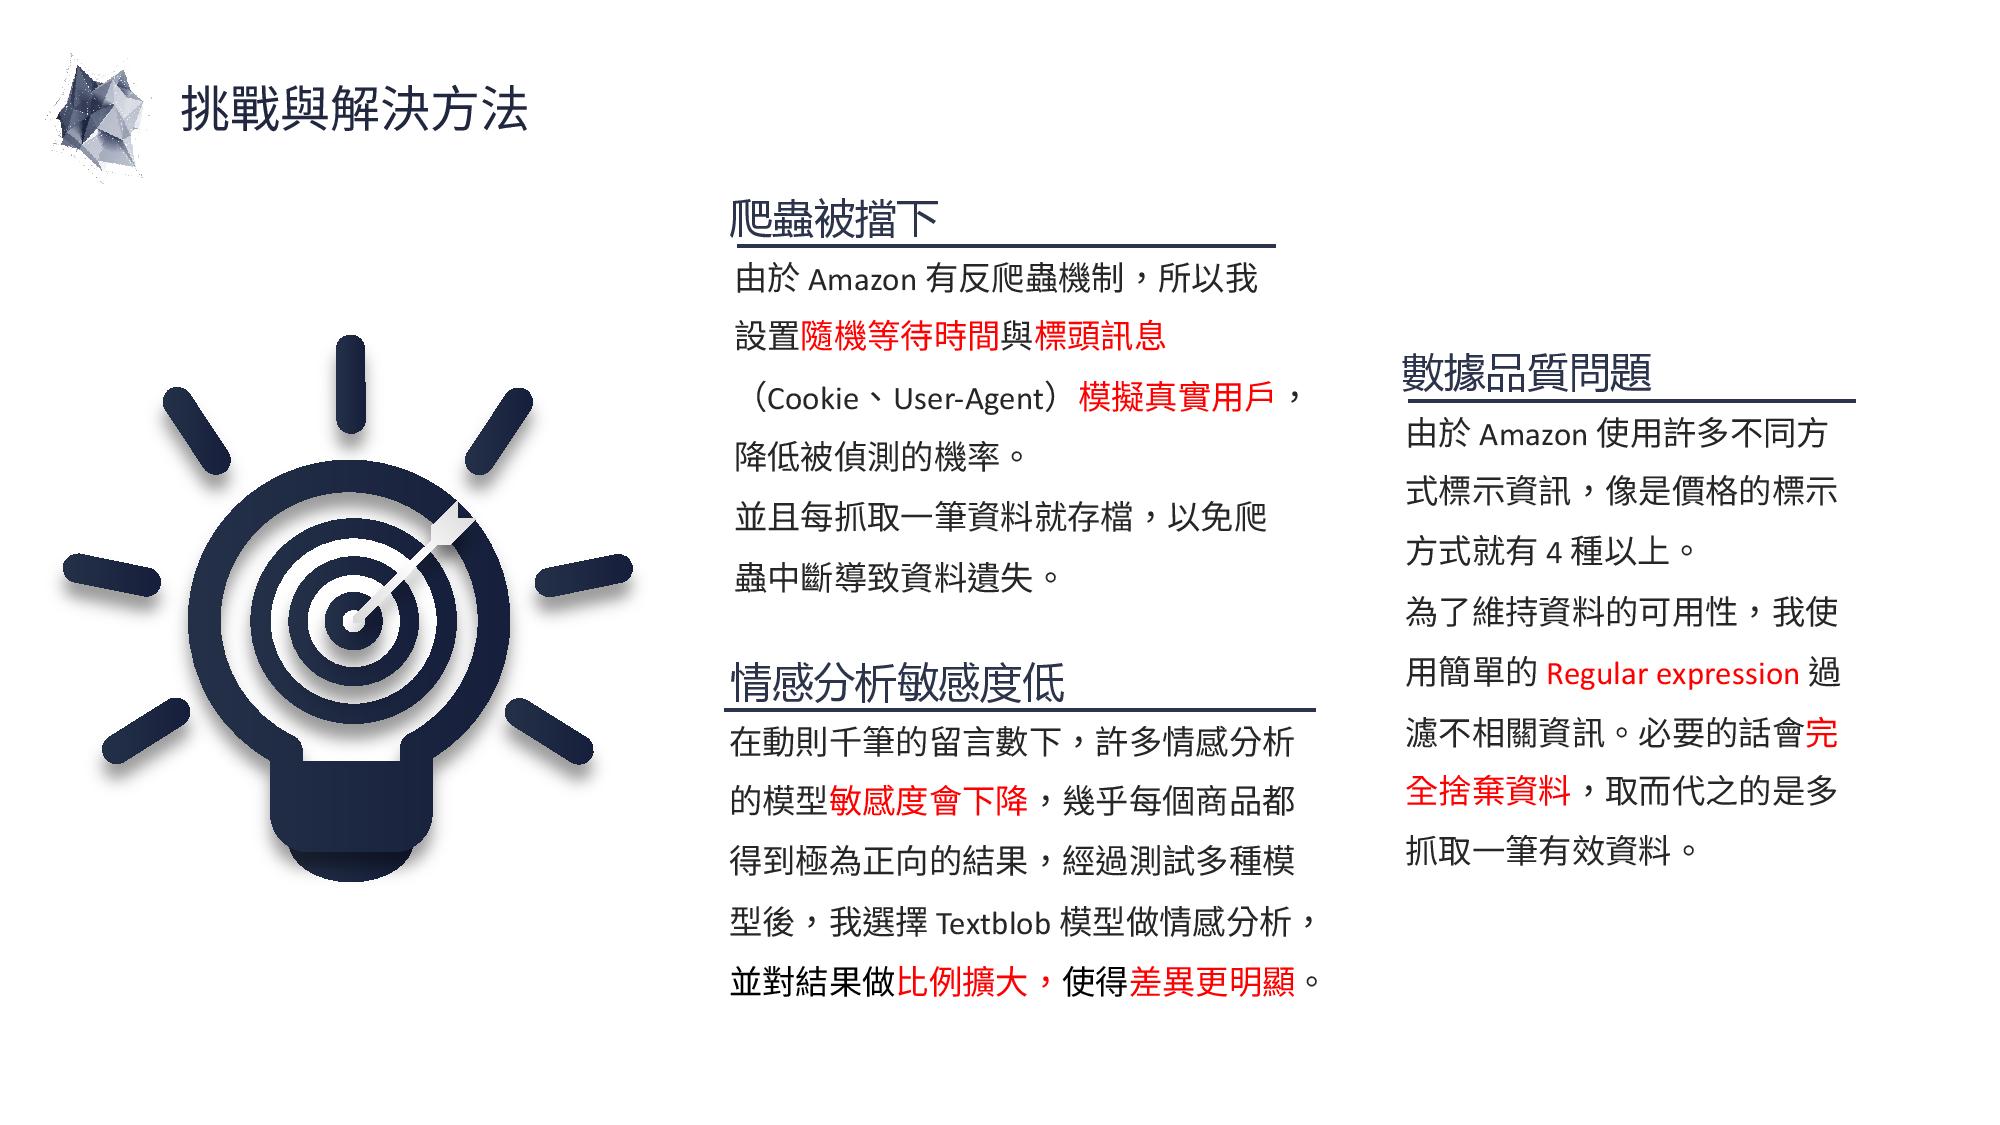 挑戰與解決方法
爬蟲被擋下
由於 Amazon 有反爬蟲機制，所以我
設置隨機等待時間與標頭訊息
（Cookie、User-Agent）模擬真實用戶，
降低被偵測的機率。
並且每抓取一筆資料就存檔，以免爬
蟲中斷導致資料遺失。
情感分析敏感度低
在動則千筆的留言數下，許多情感分析
的模型敏感度會下降，幾乎每個商品都
得到極為正向的結果，經過測試多種模
型後，我選擇 Textblob 模型做情感分析，
並對結果做比例擴大，使得差異更明顯。
數據品質問題
由於 Amazon 使用許多不同方
式標示資訊，像是價格的標示
方式就有 4 種以上。
為了維持資料的可用性，我使
用簡單的 Regular expression 過
濾不相關資訊。必要的話會完
全捨棄資料，取而代之的是多
抓取一筆有效資料。